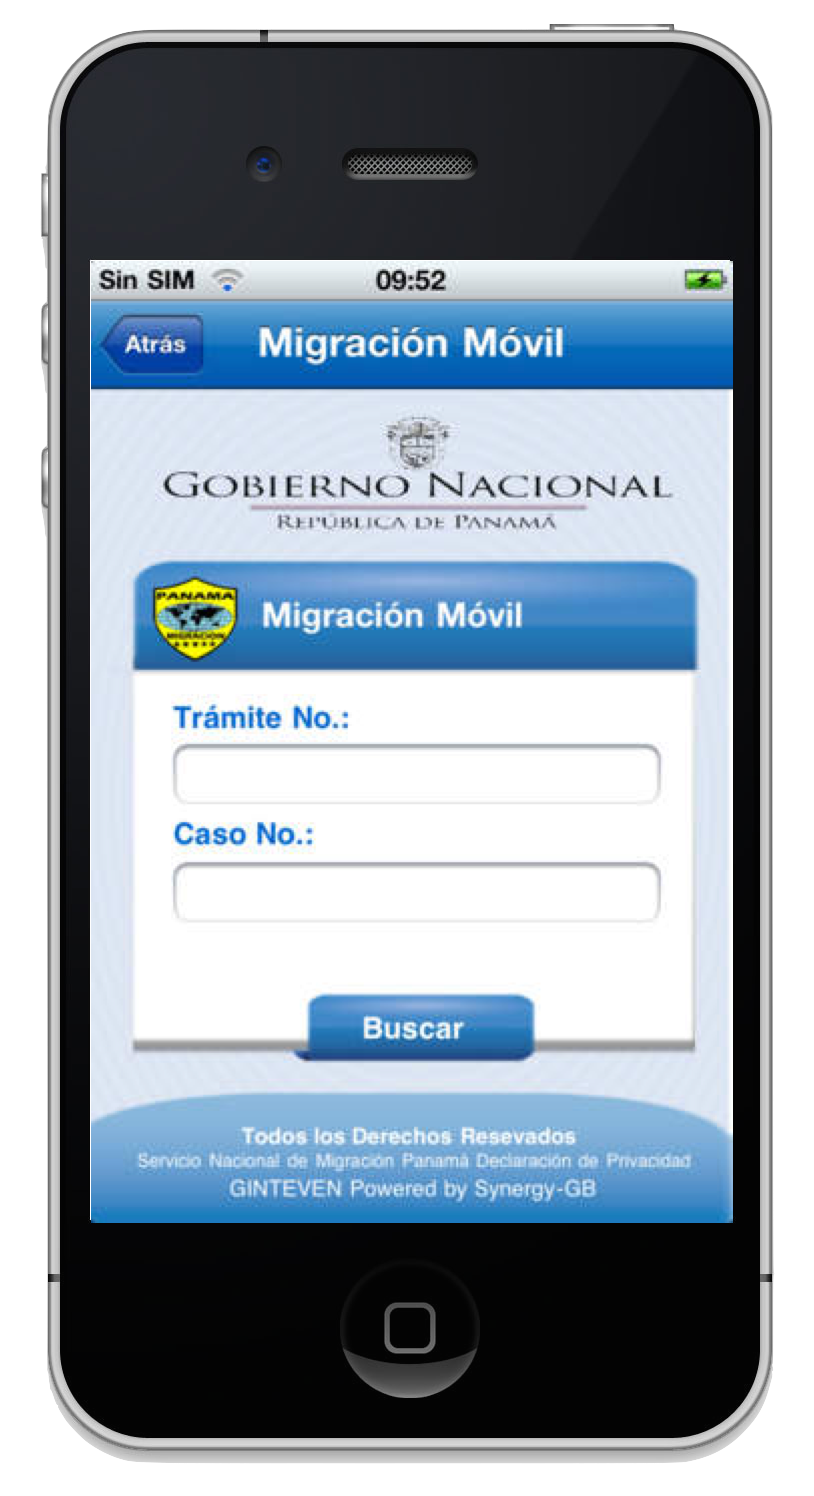 Sin SIM 09:52
Atrás Migración Móvil
GOBIERNO NACIONAL
REPÚBLICA DE PANAMÁ
PANAMA
MIGRACION
Migración Móvil
Trámite No.:
Caso No.:
Buscar
Todos los Derechos Resevados
Servicio Nacional de Migración Panamá Declaración de Privacidad
GINTEVEN Powered by Synergy-GB